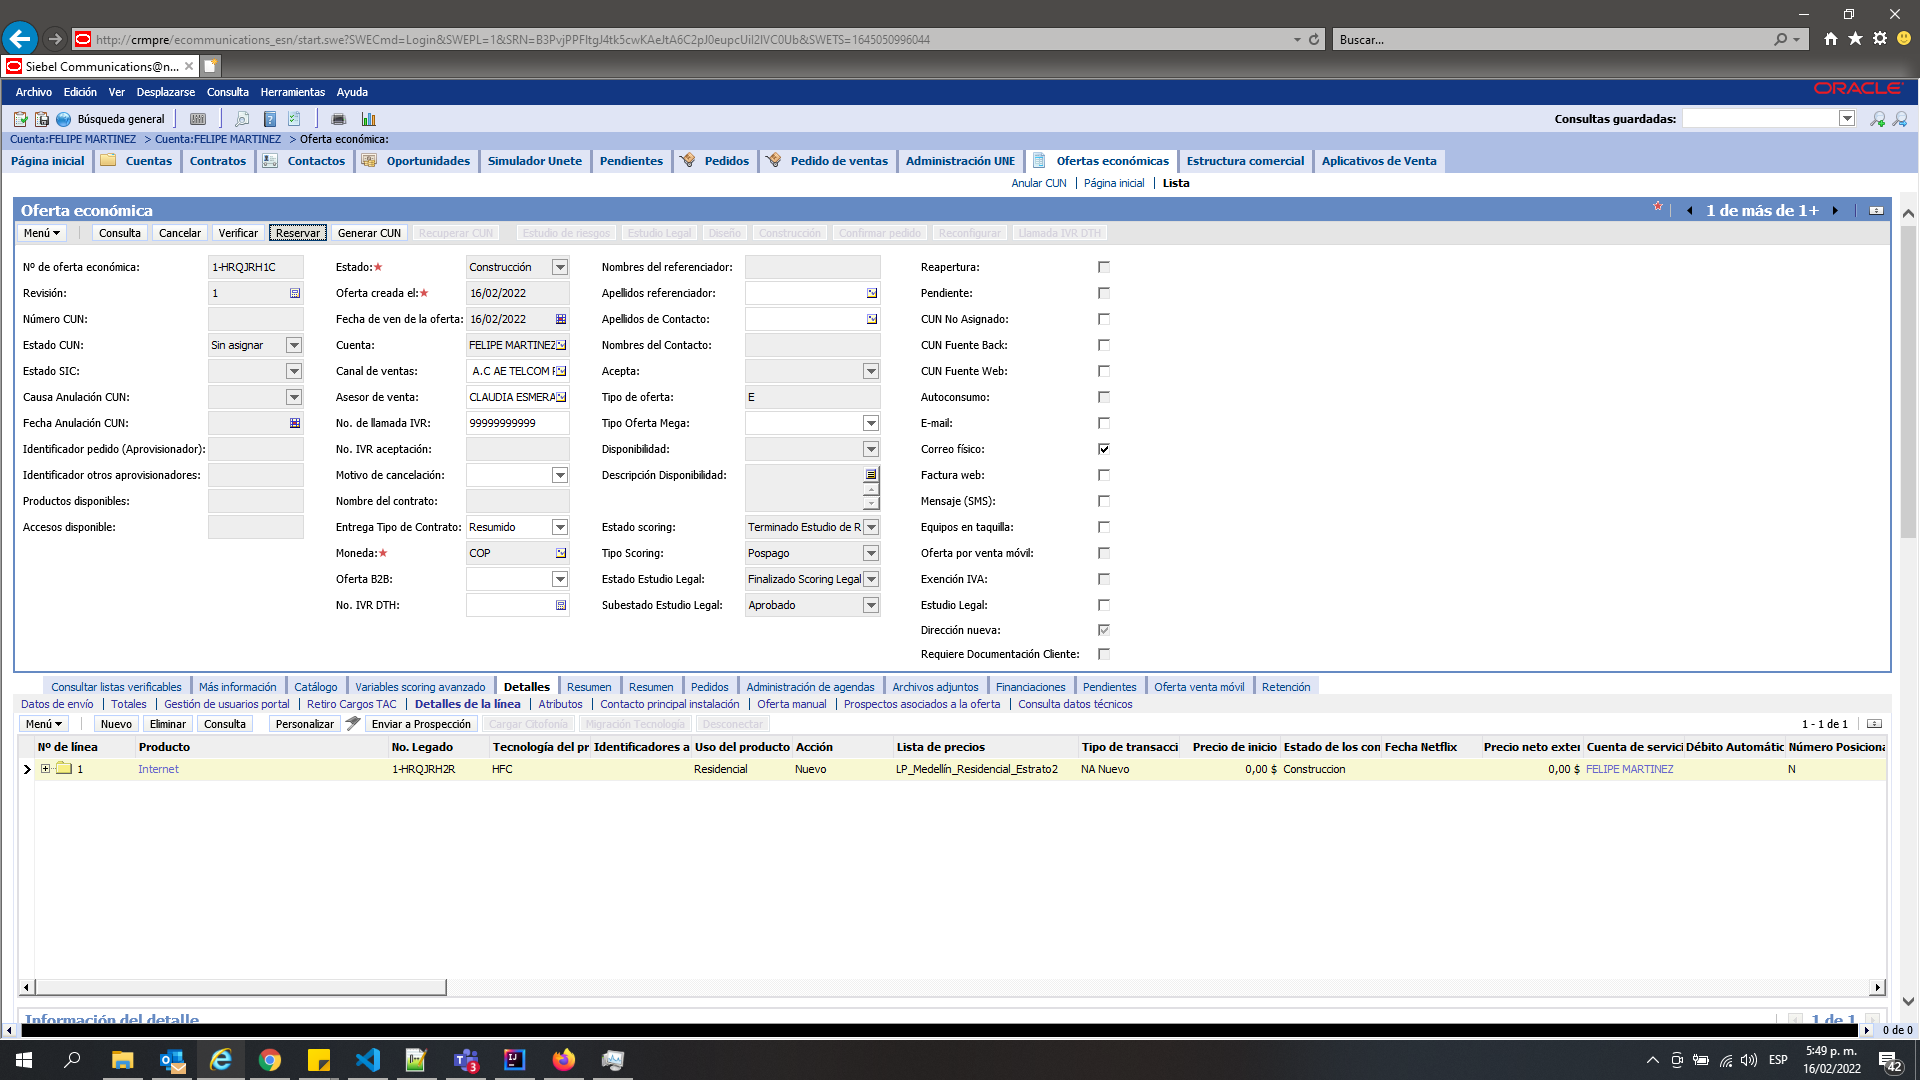 http://crmpre/ecommunications_esn/start.swe?SWECmd=Login&SWEPL=1&SRN=B3PvjPPFItgJ4tk5cwKAeJtA6C2pJ0eupcUiI2IVC0Ub&SWETS=1645050996044
Buscar...
Siebel Communications@n...
Archivo Edición Ver Desplazarse Consulta Herramientas Ayuda
ORACLE
Búsqueda general
Consultas guardadas:
Cuenta:FELIPE MARTINEZ > Cuenta:FELIPE MARTINEZ > Oferta económica:
Página inicial Cuentas Contratos Contactos Oportunidades Simulador Unete Pendientes Pedidos Pedido de ventas Administración UNE Ofertas económicas Estructura comercial Aplicativos de Venta
Anular CUN | Página inicial | Lista
Oferta económica
1 de más de 1+
Menú Consulta Cancelar Verificar Reservar Generar CUN Recuperar CUN Estudio de riesgos Estudio Legal Diseño Construcción Confirmar pedido Reconfigurar Llamada IVR DTH
Nº de oferta económica: 1-HRQJRH1C Estado:★ Construcción Nombres del referenciador: Reapertura:
Revisión: 1 Oferta creada el:★ 16/02/2022 Apellidos referenciador: Pendiente:
Número CUN: Fecha de ven de la oferta: 16/02/2022 Apellidos de Contacto: CUN No Asignado:
Estado CUN: Sin asignar Cuenta: FELIPE MARTINEZ Nombres del Contacto: CUN Fuente Back:
Estado SIC: Canal de ventas: A.C AE TELCOM Acepta: CUN Fuente Web:
Causa Anulación CUN: Asesor de venta: CLAUDIA ESMERA Tipo de oferta: E Autoconsumo:
Fecha Anulación CUN: No. de llamada IVR: 99999999999 Tipo Oferta Mega: E-mail:
Identificador pedido (Aprovisionador): No. IVR aceptación: Disponibilidad: Correo físico:
Identificador otros aprovisionadores: Motivo de cancelación: Descripción Disponibilidad: Factura web:
Productos disponibles: Nombre del contrato: Mensaje (SMS):
Accesos disponible: Entrega Tipo de Contrato: Resumido Estado scoring: Terminado Estudio de R Equipos en taquilla:
Moneda:★ COP Tipo Scoring: Pospago Oferta por venta móvil:
Oferta B2B: Estado Estudio Legal: Finalizado Scoring Legal Exención IVA:
No. IVR DTH: Subestado Estudio Legal: Aprobado Estudio Legal:
Dirección nueva:
Requiere Documentación Cliente:
Consultar listas verificables Más información Catálogo Variables scoring avanzado Detalles Resumen Resumen Pedidos Administración de agendas Archivos adjuntos Financiaciones Pendientes Oferta venta móvil Retención
Datos de envío | Totales | Gestión de usuarios portal | Retiro Cargos TAC | Detalles de la línea | Atributos | Contacto principal instalación | Oferta manual | Prospectos asociados a la oferta | Consulta datos técnicos
Menú Nuevo Eliminar Consulta Personalizar Enviar a Prospección Cargar Citofonía Migración Tecnología Desconectar
1 - 1 de 1
Nº de línea Producto No. Legado Tecnología del pr Identificadores a Uso del producto Acción Lista de precios Tipo de transacci Precio de inicio Estado de los con Fecha Netflix Precio neto exter Cuenta de servici Débito Automátic Número Posiciona
1 Internet 1-HRQJRH2R HFC Residencial Nuevo LP_Medellín_Residencial_Estrato2 NA Nuevo 0,00 $ Construccion 0,00 $ FELIPE MARTINEZ N
Información del detalle
1 de 1
0 de 0
3
ESP
5:49 p. m.
16/02/2022
42